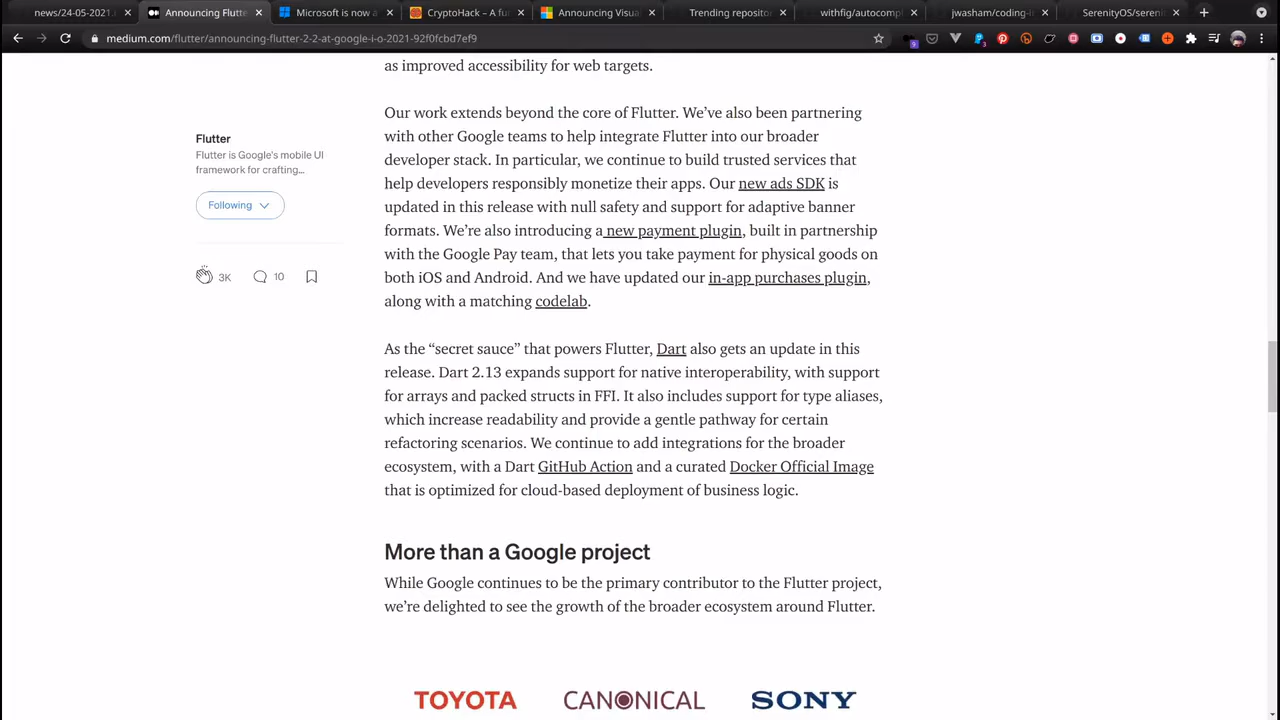 news/24-05-2021.
Announcing Flutte
Microsoft is now a
CryptoHack – A fu
Announcing Visua
Trending reposito
withfig/autocompl
jwasham/coding-i
SerenityOS/sereni
medium.com/flutter/announcing-flutter-2-2-at-google-i-o-2021-92f0fcbd7ef9
9
3
as improved accessibility for web targets.
Flutter
Flutter is Google's mobile UI
framework for crafting…
Following
3K
10
Our work extends beyond the core of Flutter. We’ve also been partnering
with other Google teams to help integrate Flutter into our broader
developer stack. In particular, we continue to build trusted services that
help developers responsibly monetize their apps. Our new ads SDK is
updated in this release with null safety and support for adaptive banner
formats. We’re also introducing a new payment plugin, built in partnership
with the Google Pay team, that lets you take payment for physical goods on
both iOS and Android. And we have updated our in-app purchases plugin,
along with a matching codelab.
As the “secret sauce” that powers Flutter, Dart also gets an update in this
release. Dart 2.13 expands support for native interoperability, with support
for arrays and packed structs in FFI. It also includes support for type aliases,
which increase readability and provide a gentle pathway for certain
refactoring scenarios. We continue to add integrations for the broader
ecosystem, with a Dart GitHub Action and a curated Docker Official Image
that is optimized for cloud-based deployment of business logic.
More than a Google project
While Google continues to be the primary contributor to the Flutter project,
we’re delighted to see the growth of the broader ecosystem around Flutter.
TOYOTA CANONICAL SONY